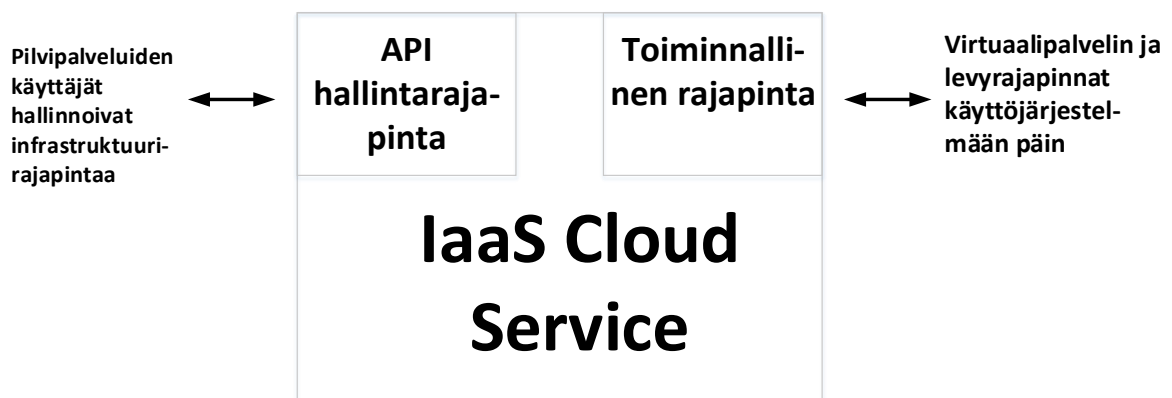 Pilvipalveluiden
käyttäjät
hallinnoivat
infrastruktuuri-
rajapintaa
API
hallintaraja-
pinta
Toiminnalli-
nen rajapinta
Virtuaalipalvelin ja
levyrajapinnat
käyttöjärjestel-
mään päin
IaaS Cloud
Service